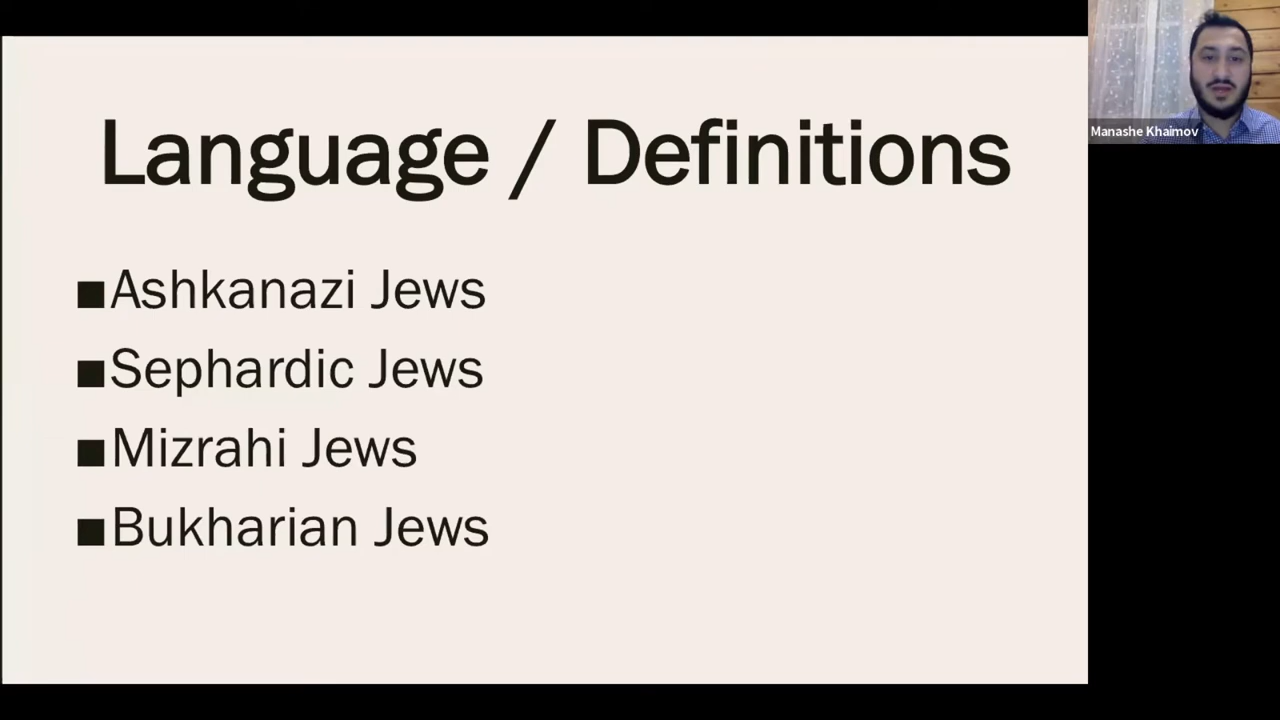 Language / Definitions
■Ashkanazi Jews
■Sephardic Jews
■Mizrahi Jews
■Bukharian Jews
Manashe Khaimov